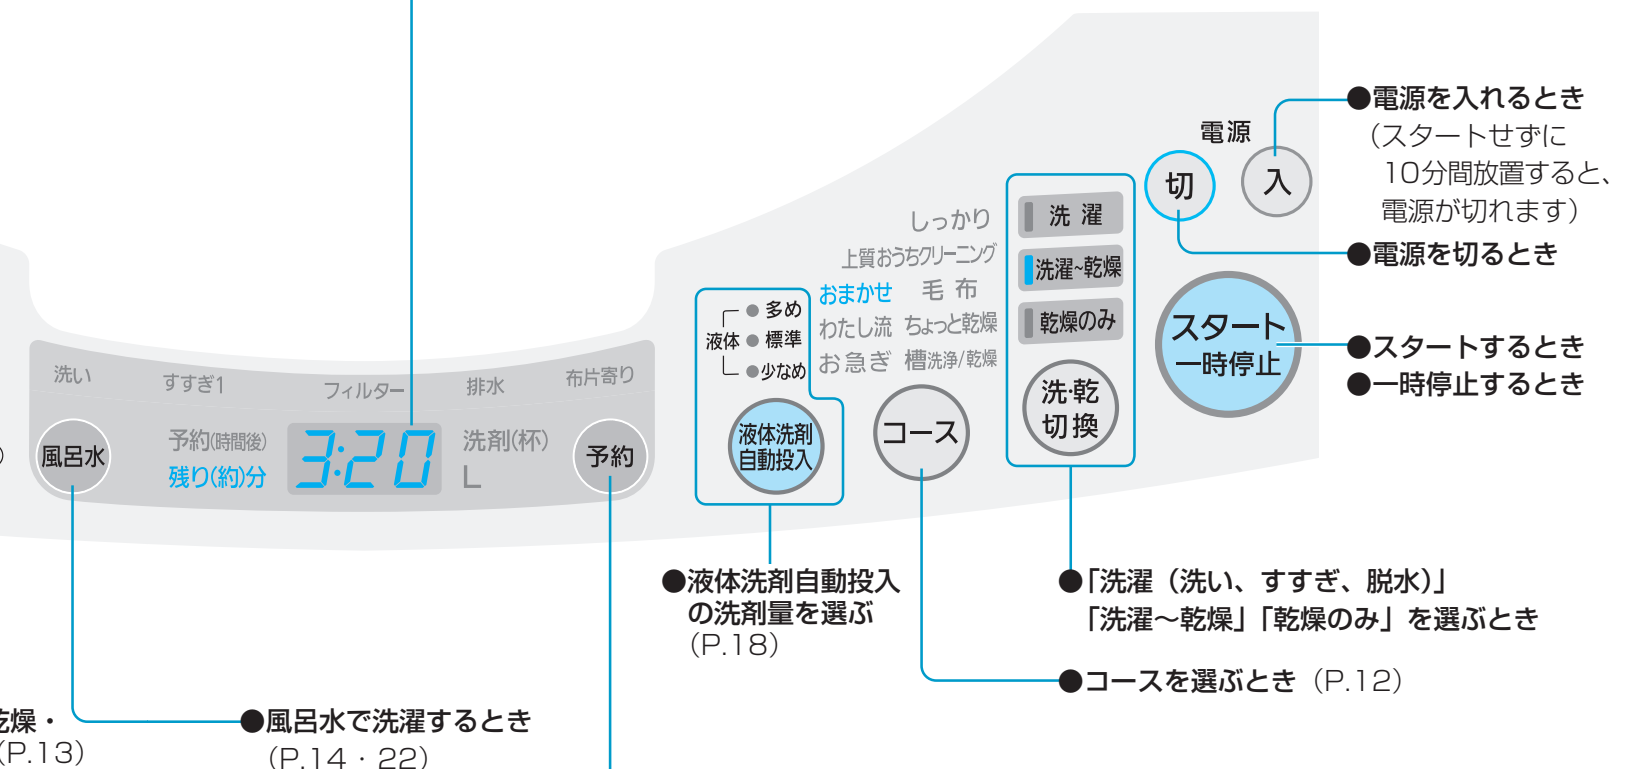 ●電源を入れるとき
（スタートせずに
10分間放置すると、
電源が切れます）
●電源を切るとき
●スタートするとき
●一時停止するとき
電源
切
入
スタート
一時停止
洗濯
洗濯~乾燥
乾燥のみ
洗・乾
切換
しっかり
上質おうちクリーニング
おまかせ 毛布
わたし流 ちょっと乾燥
お急ぎ 槽洗浄/乾燥
コース
多め
液体 標準
少なめ
液体洗剤
自動投入
洗い すすぎ1 フィルター 排水 布片寄り
風呂水
予約(時間後)
残り(約)分
3:20
洗剤(杯)
L
予約
●液体洗剤自動投入
の洗剤量を選ぶ
（P.18）
●「洗濯（洗い、すすぎ、脱水）」
「洗濯～乾燥」「乾燥のみ」を選ぶとき
●コースを選ぶとき（P.12）
●風呂水で洗濯するとき
（P.14・22）
乾燥・
（P.13）
）